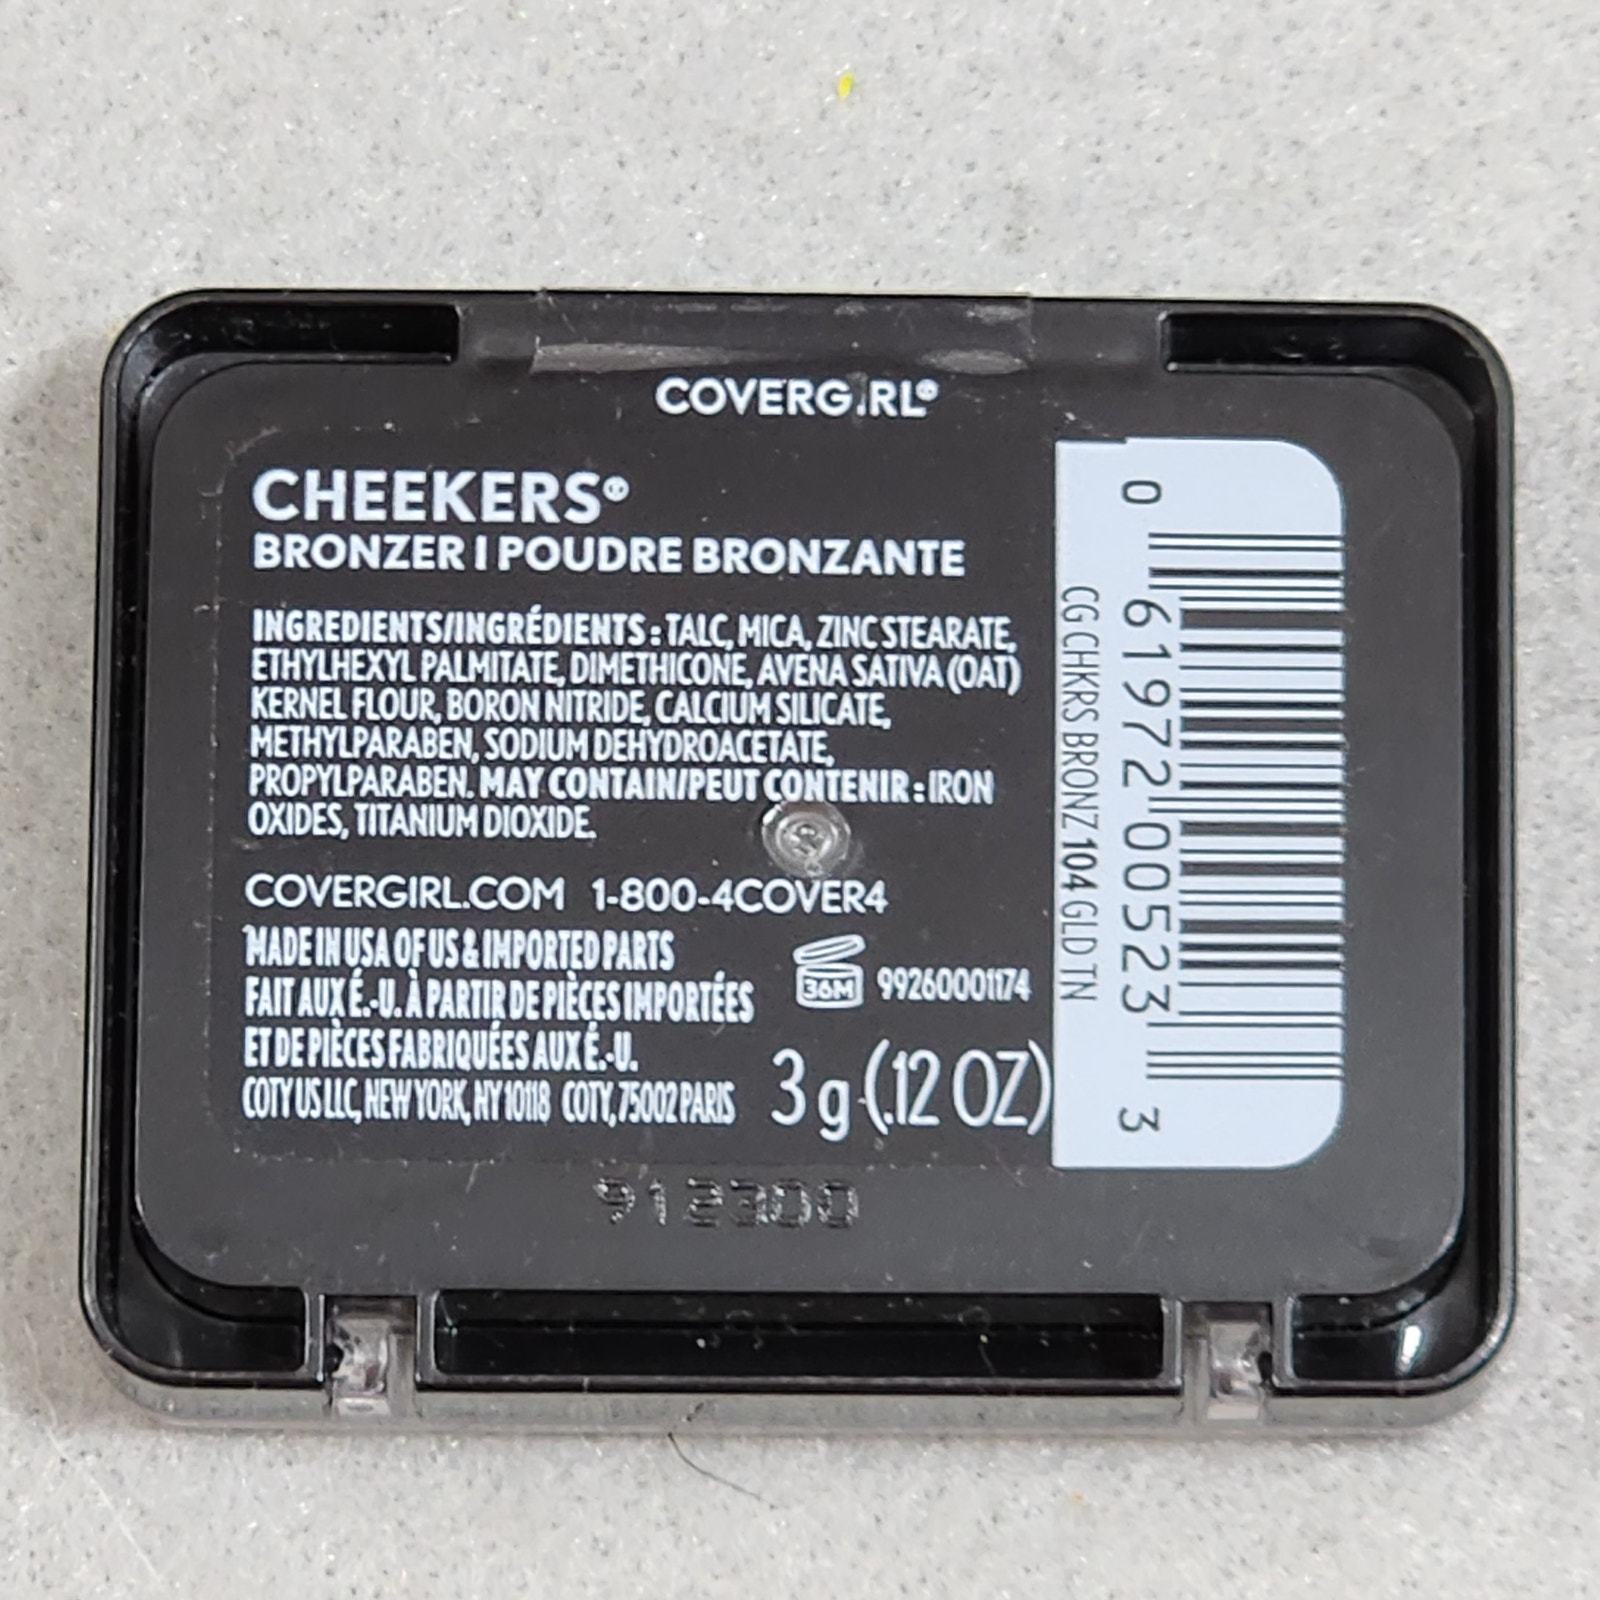 COVERGIRL®
CHEEKERS®
BRONZER | POUDRE BRONZANTE
INGREDIENTS/INGRÉDIENTS : TALC, MICA, ZINC STEARATE,
ETHYLHEXYL PALMITATE, DIMETHICONE, AVENA SATIVA (OAT)
KERNEL FLOUR, BORON NITRIDE, CALCIUM SILICATE,
METHYLPARABEN, SODIUM DEHYDROACETATE,
PROPYLPARABEN. MAY CONTAIN/PEUT CONTENIR : IRON
OXIDES, TITANIUM DIOXIDE.
COVERGIRL.COM 1-800-4COVER4
MADE IN USA OF US & IMPORTED PARTS
FAIT AUX É.-U. À PARTIR DE PIÈCES IMPORTÉES
ET DE PIÈCES FABRIQUÉES AUX É.-U.
COTY US LLC, NEW YORK, NY 10118 COTY, 75002 PARIS
36M 99260001174
3 g (.12 OZ)
CG CHKRS BRONZ 104 GLD TN
0 61972 00523 3
912300